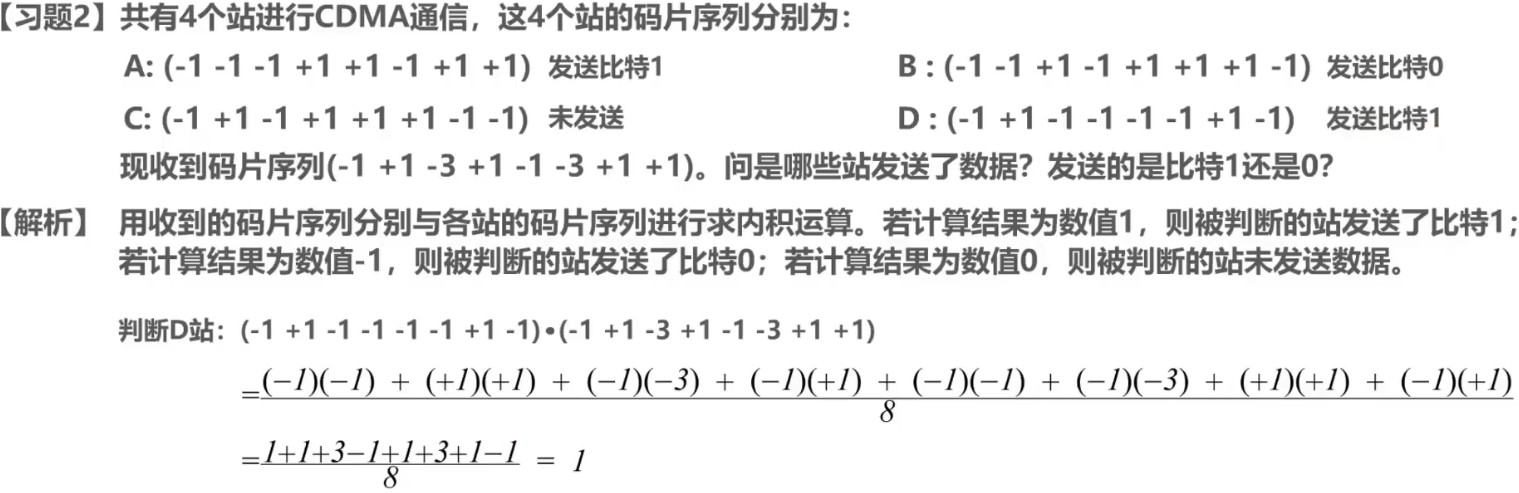 【习题2】共有4个站进行CDMA通信，这4个站的码片序列分别为：
A: (-1 -1 -1 +1 +1 -1 +1 +1) 发送比特1 B : (-1 -1 +1 -1 +1 +1 +1 -1) 发送比特0
C: (-1 +1 -1 +1 +1 +1 -1 -1) 未发送 D : (-1 +1 -1 -1 -1 -1 +1 -1) 发送比特1
现收到码片序列(-1 +1 -3 +1 -1 -3 +1 +1)。问是哪些站发送了数据？发送的是比特1还是0？
【解析】 用收到的码片序列分别与各站的码片序列进行求内积运算。若计算结果为数值1，则被判断的站发送了比特1；
若计算结果为数值-1，则被判断的站发送了比特0；若计算结果为数值0，则被判断的站未发送数据。
判断D站：(-1 +1 -1 -1 -1 -1 +1 -1)•(-1 +1 -3 +1 -1 -3 +1 +1)
=(−1)(−1) + (+1)(+1) + (−1)(−3) + (−1)(+1) + (−1)(−1) + (−1)(−3) + (+1)(+1) + (−1)(+1)
8
=1+1+3−1+1+3+1−1 = 1
8